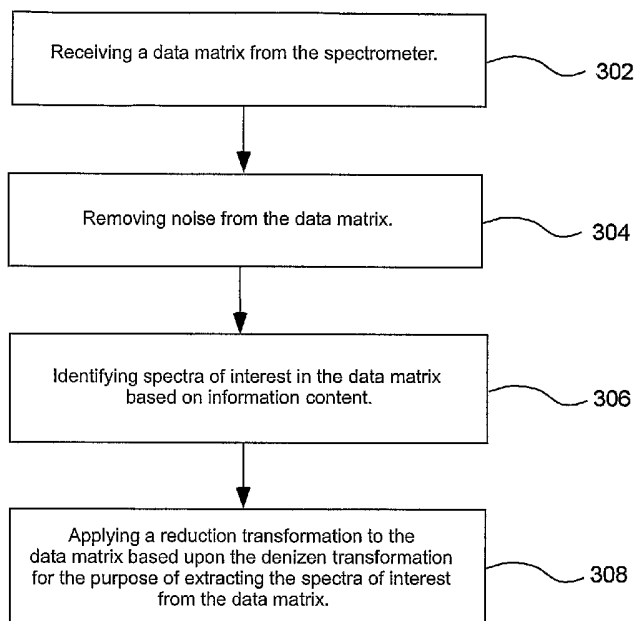 Receiving a data matrix from the spectrometer.
302
Removing noise from the data matrix.
304
Identifying spectra of interest in the data matrix
based on information content.
306
Applying a reduction transformation to the
data matrix based upon the denizen transformation
for the purpose of extracting the spectra of interest
from the data matrix.
308